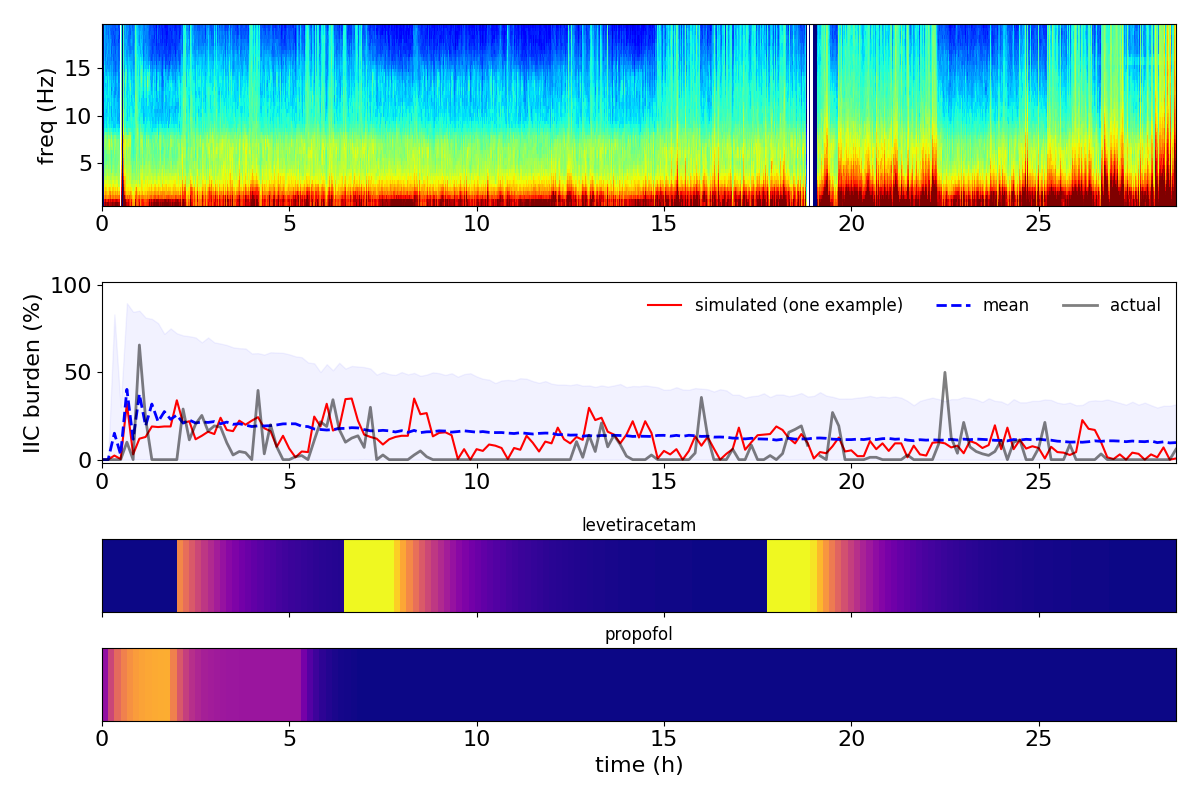 freq (Hz)
15
10
5
0 5 10 15 20 25
IIC burden (%)
100
50
0
simulated (one example) mean actual
0 5 10 15 20 25
levetiracetam
propofol
0 5 10 15 20 25
time (h)